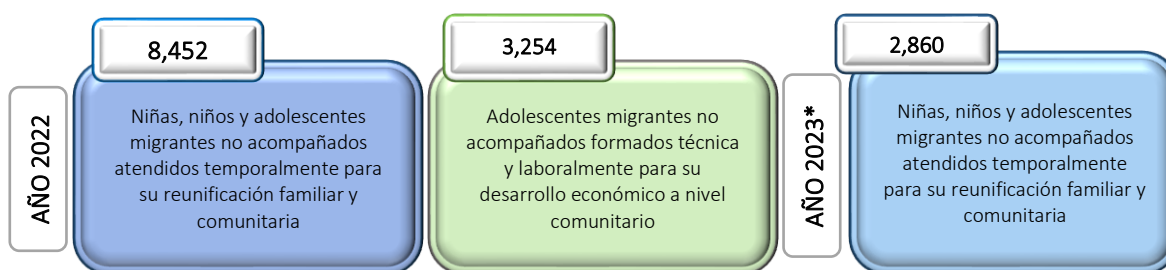 AÑO 2022
8,452
Niñas, niños y adolescentes
migrantes no acompañados
atendidos temporalmente para
su reunificación familiar y
comunitaria
3,254
Adolescentes migrantes no
acompañados formados técnica
y laboralmente para su
desarrollo económico a nivel
comunitario
AÑO 2023*
2,860
Niñas, niños y adolescentes
migrantes no acompañados
atendidos temporalmente
para su reunificación familiar y
comunitaria